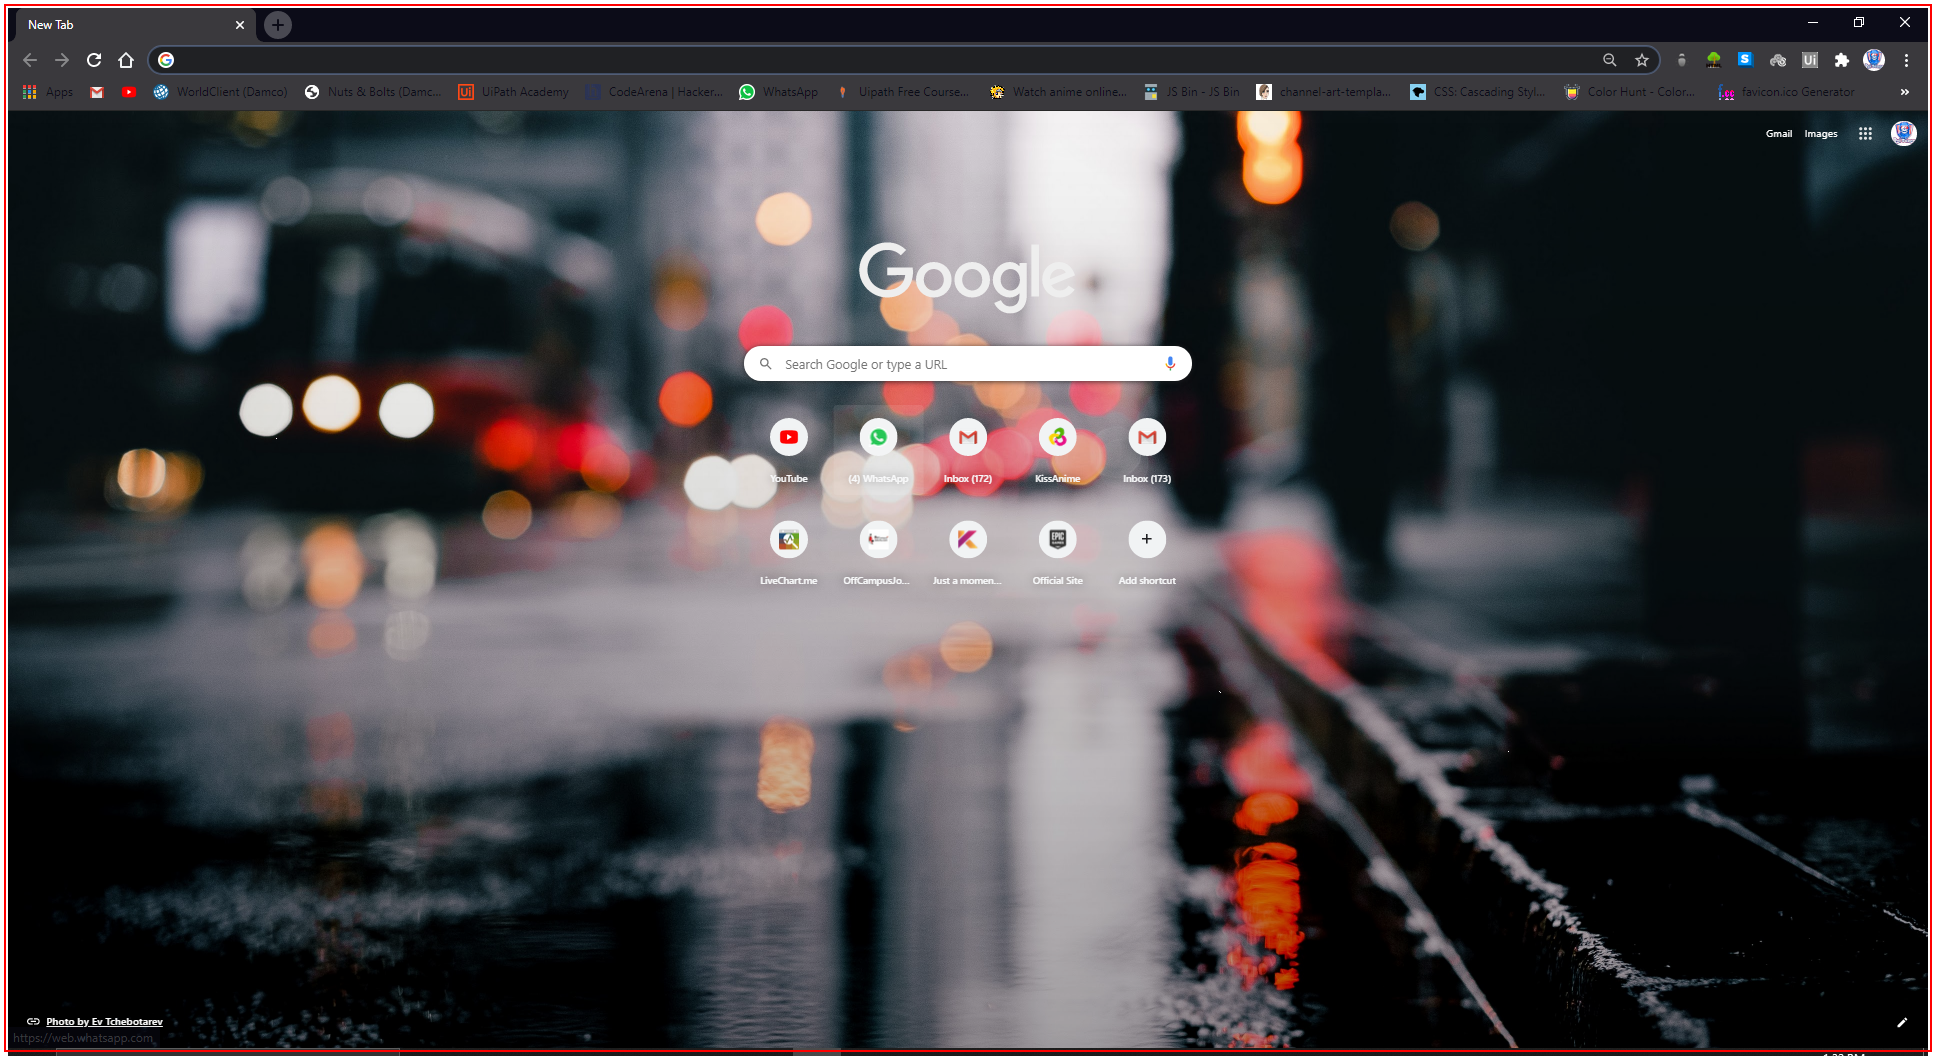 New Tab
Apps
WorldClient (Damco)
Nuts & Bolts (Damc...
UiPath Academy
CodeArena | Hacker...
WhatsApp
Uipath Free Course...
Watch anime online...
JS Bin - JS Bin
channel-art-templa...
CSS: Cascading Styl...
Color Hunt - Color...
favicon.ico Generator
»
Gmail Images
Google
Search Google or type a URL
YouTube
(4) WhatsApp
Inbox (172)
KissAnime
Inbox (173)
LiveChart.me
OffCampusJo...
Just a momen...
EPIC GAMES
Official Site
Add shortcut
Photo by Ev Tchebotarev
https://web.whatsapp.com